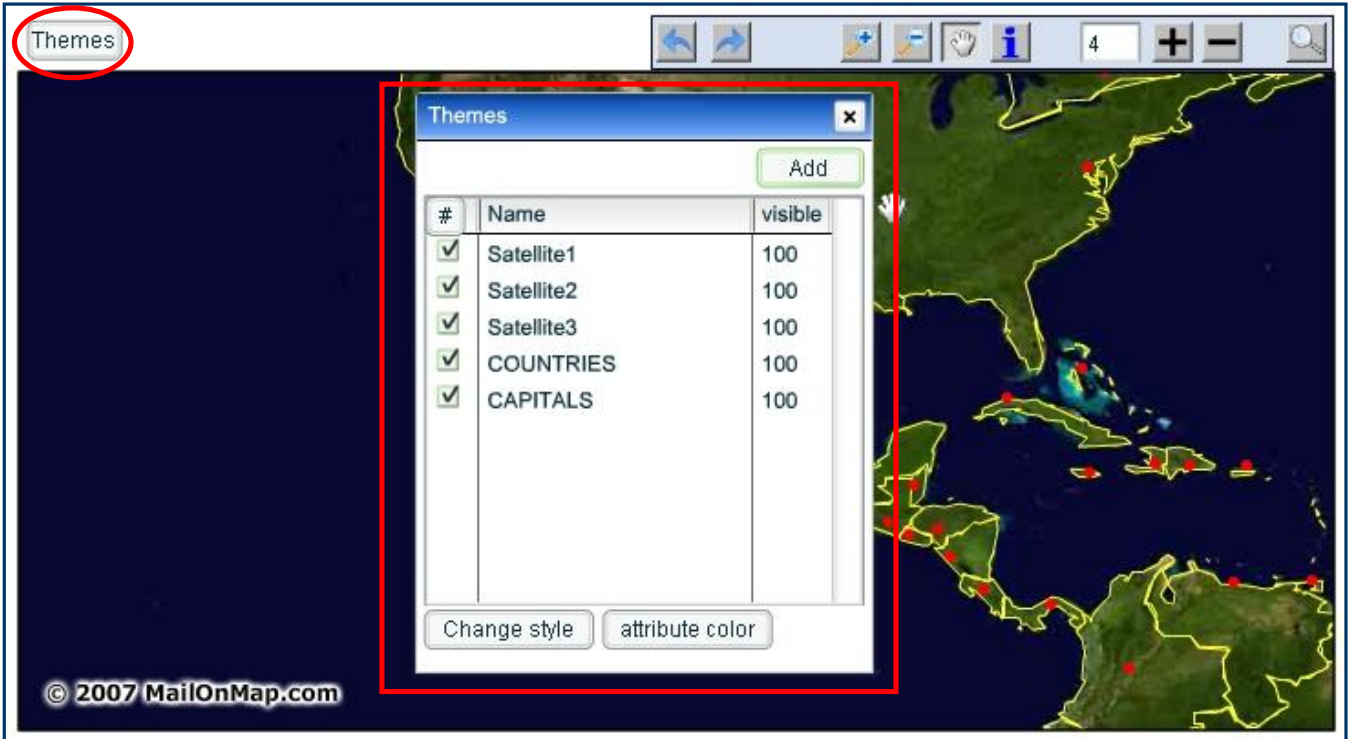 Themes
4
Themes
Add
# Name visible
Satellite1 100
Satellite2 100
Satellite3 100
COUNTRIES 100
CAPITALS 100
Change style attribute color
© 2007 MailOnMap.com